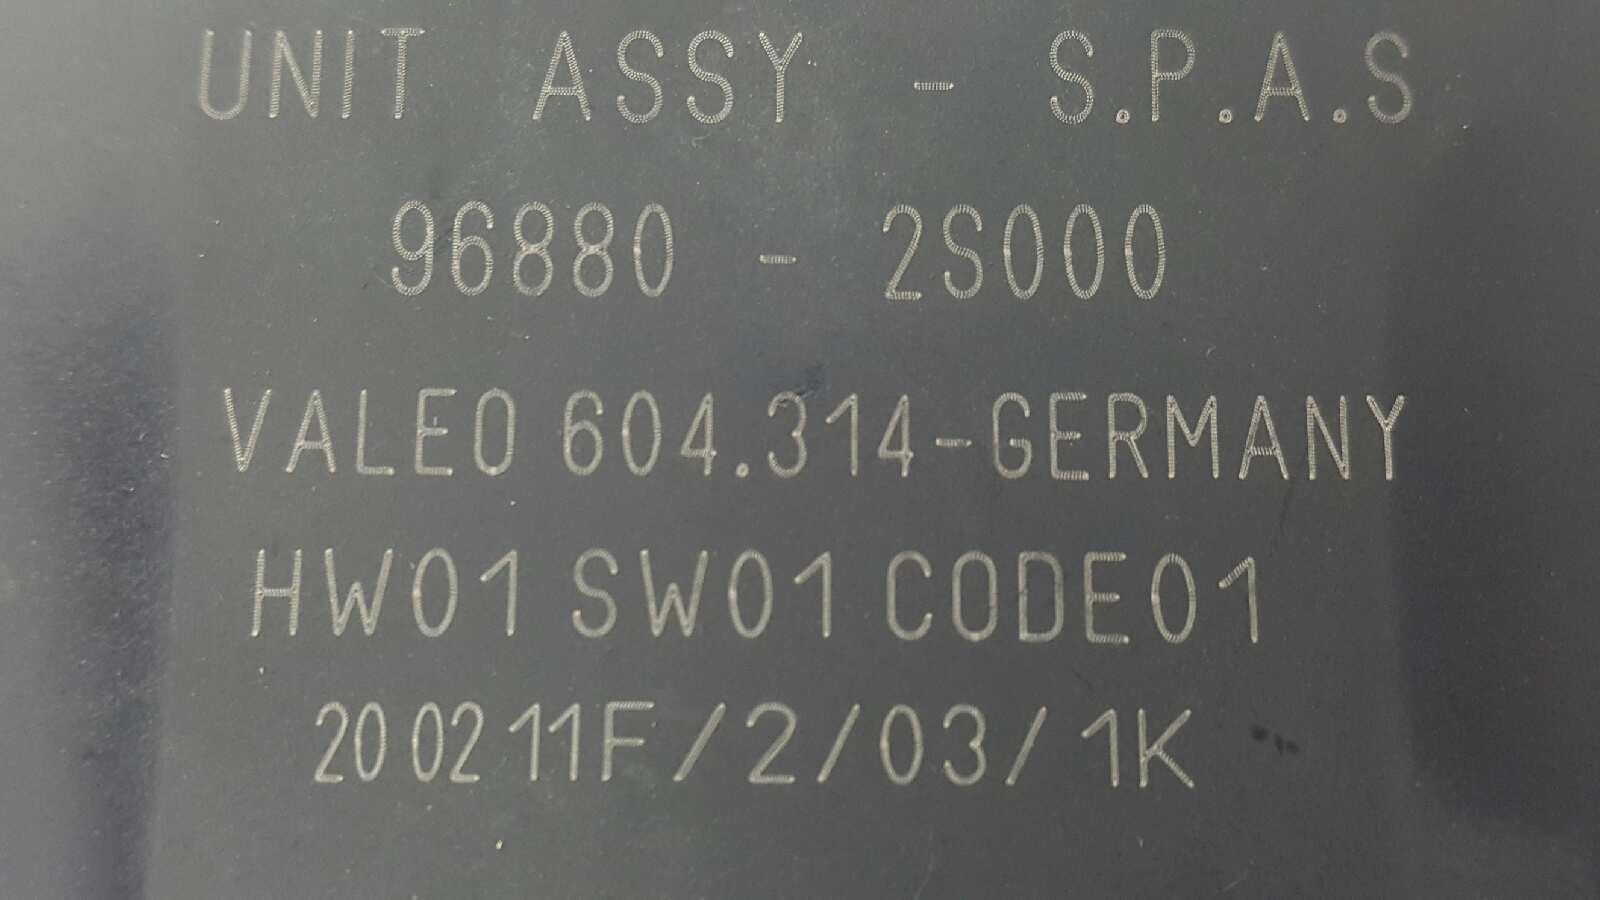 UNIT ASSY - S.P.A.S
96880 - 2S000
VALEO 604.314-GERMANY
HW01 SW01 CODE01
20 02 11F/2/03/1K